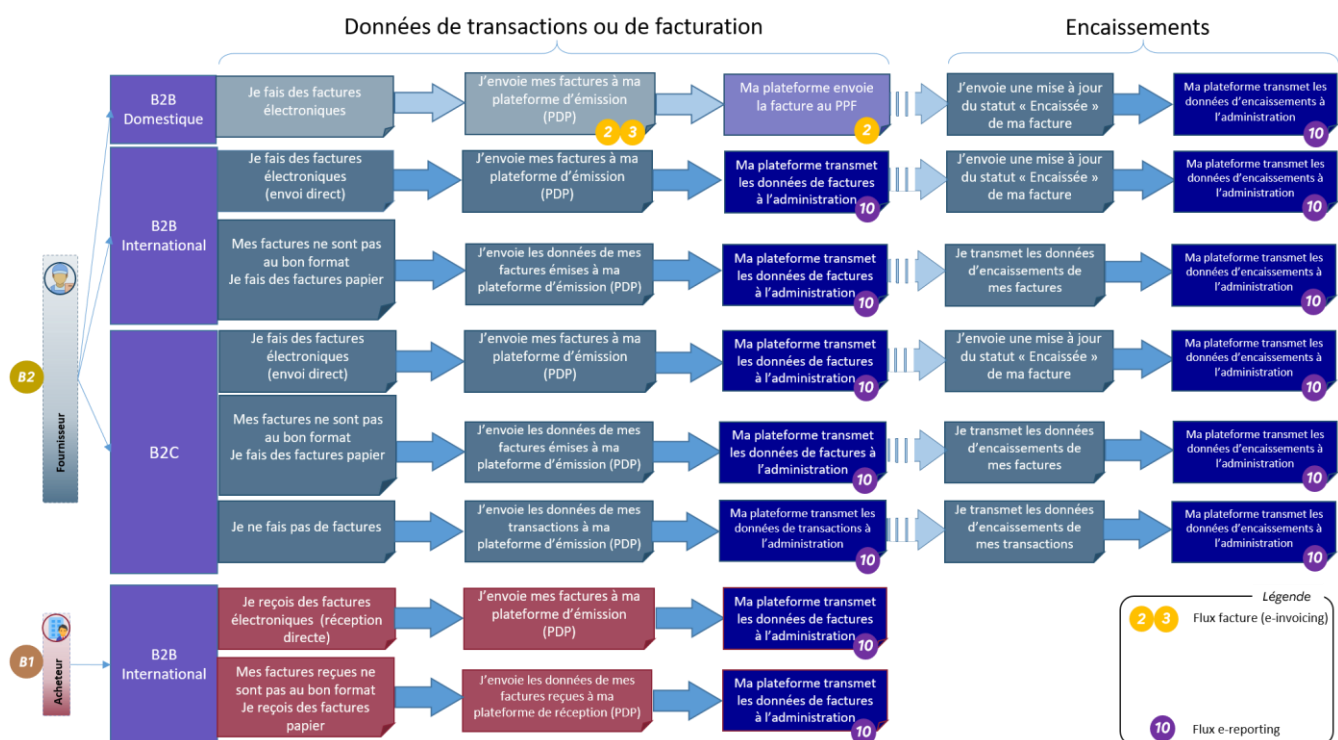 Données de transactions ou de facturation
Encaissements
B2B
Domestique
Je fais des factures
électroniques
J'envoie mes factures à ma
plateforme d'émission
(PDP)
2 3
Ma plateforme envoie
la facture au PPF
2
J'envoie une mise à jour
du statut « Encaissée »
de ma facture
Ma plateforme transmet les
données d'encaissements à
l'administration
10
B2B
International
Je fais des factures
électroniques
(envoi direct)
J'envoie mes factures à ma
plateforme d'émission
(PDP)
Ma plateforme transmet
les données de factures
à l'administration
10
J'envoie une mise à jour
du statut « Encaissée »
de ma facture
Ma plateforme transmet les
données d'encaissements à
l'administration
10
Mes factures ne sont pas
au bon format
Je fais des factures papier
J'envoie les données de mes
factures émises à ma
plateforme d'émission (PDP)
Ma plateforme transmet
les données de factures
à l'administration
10
Je transmet les données
d'encaissements de
mes factures
Ma plateforme transmet les
données d'encaissements à
l'administration
10
B2
Fournisseur
B2C
Je fais des factures
électroniques
(envoi direct)
J'envoie mes factures à ma
plateforme d'émission
(PDP)
Ma plateforme transmet
les données de factures
à l'administration
10
J'envoie une mise à jour
du statut « Encaissée »
de ma facture
Ma plateforme transmet les
données d'encaissements à
l'administration
10
Mes factures ne sont pas
au bon format
Je fais des factures papier
J'envoie les données de mes
factures émises à ma
plateforme d'émission (PDP)
Ma plateforme transmet
les données de factures à
l'administration
10
Je transmet les données
d'encaissements de
mes factures
Ma plateforme transmet les
données d'encaissements à
l'administration
10
Je ne fais pas de factures
J'envoie les données de mes
transactions à ma
plateforme d'émission (PDP)
Ma plateforme transmet les
données de transactions à
l'administration
10
Je transmet les données
d'encaissements de
mes transactions
Ma plateforme transmet les
données d'encaissements à
l'administration
10
B1
Acheteur
B2B
International
Je reçois des factures
électroniques (réception
directe)
J'envoie mes factures à ma
plateforme d'émission
(PDP)
Ma plateforme transmet
les données de factures
à l'administration
10
Mes factures reçues ne
sont pas au bon format
Je reçois des factures
papier
J'envoie les données de mes
factures reçues à ma
plateforme de réception (PDP)
Ma plateforme transmet
les données de factures
à l'administration
10
Légende
2 3 Flux facture (e-invoicing)
10 Flux e-reporting